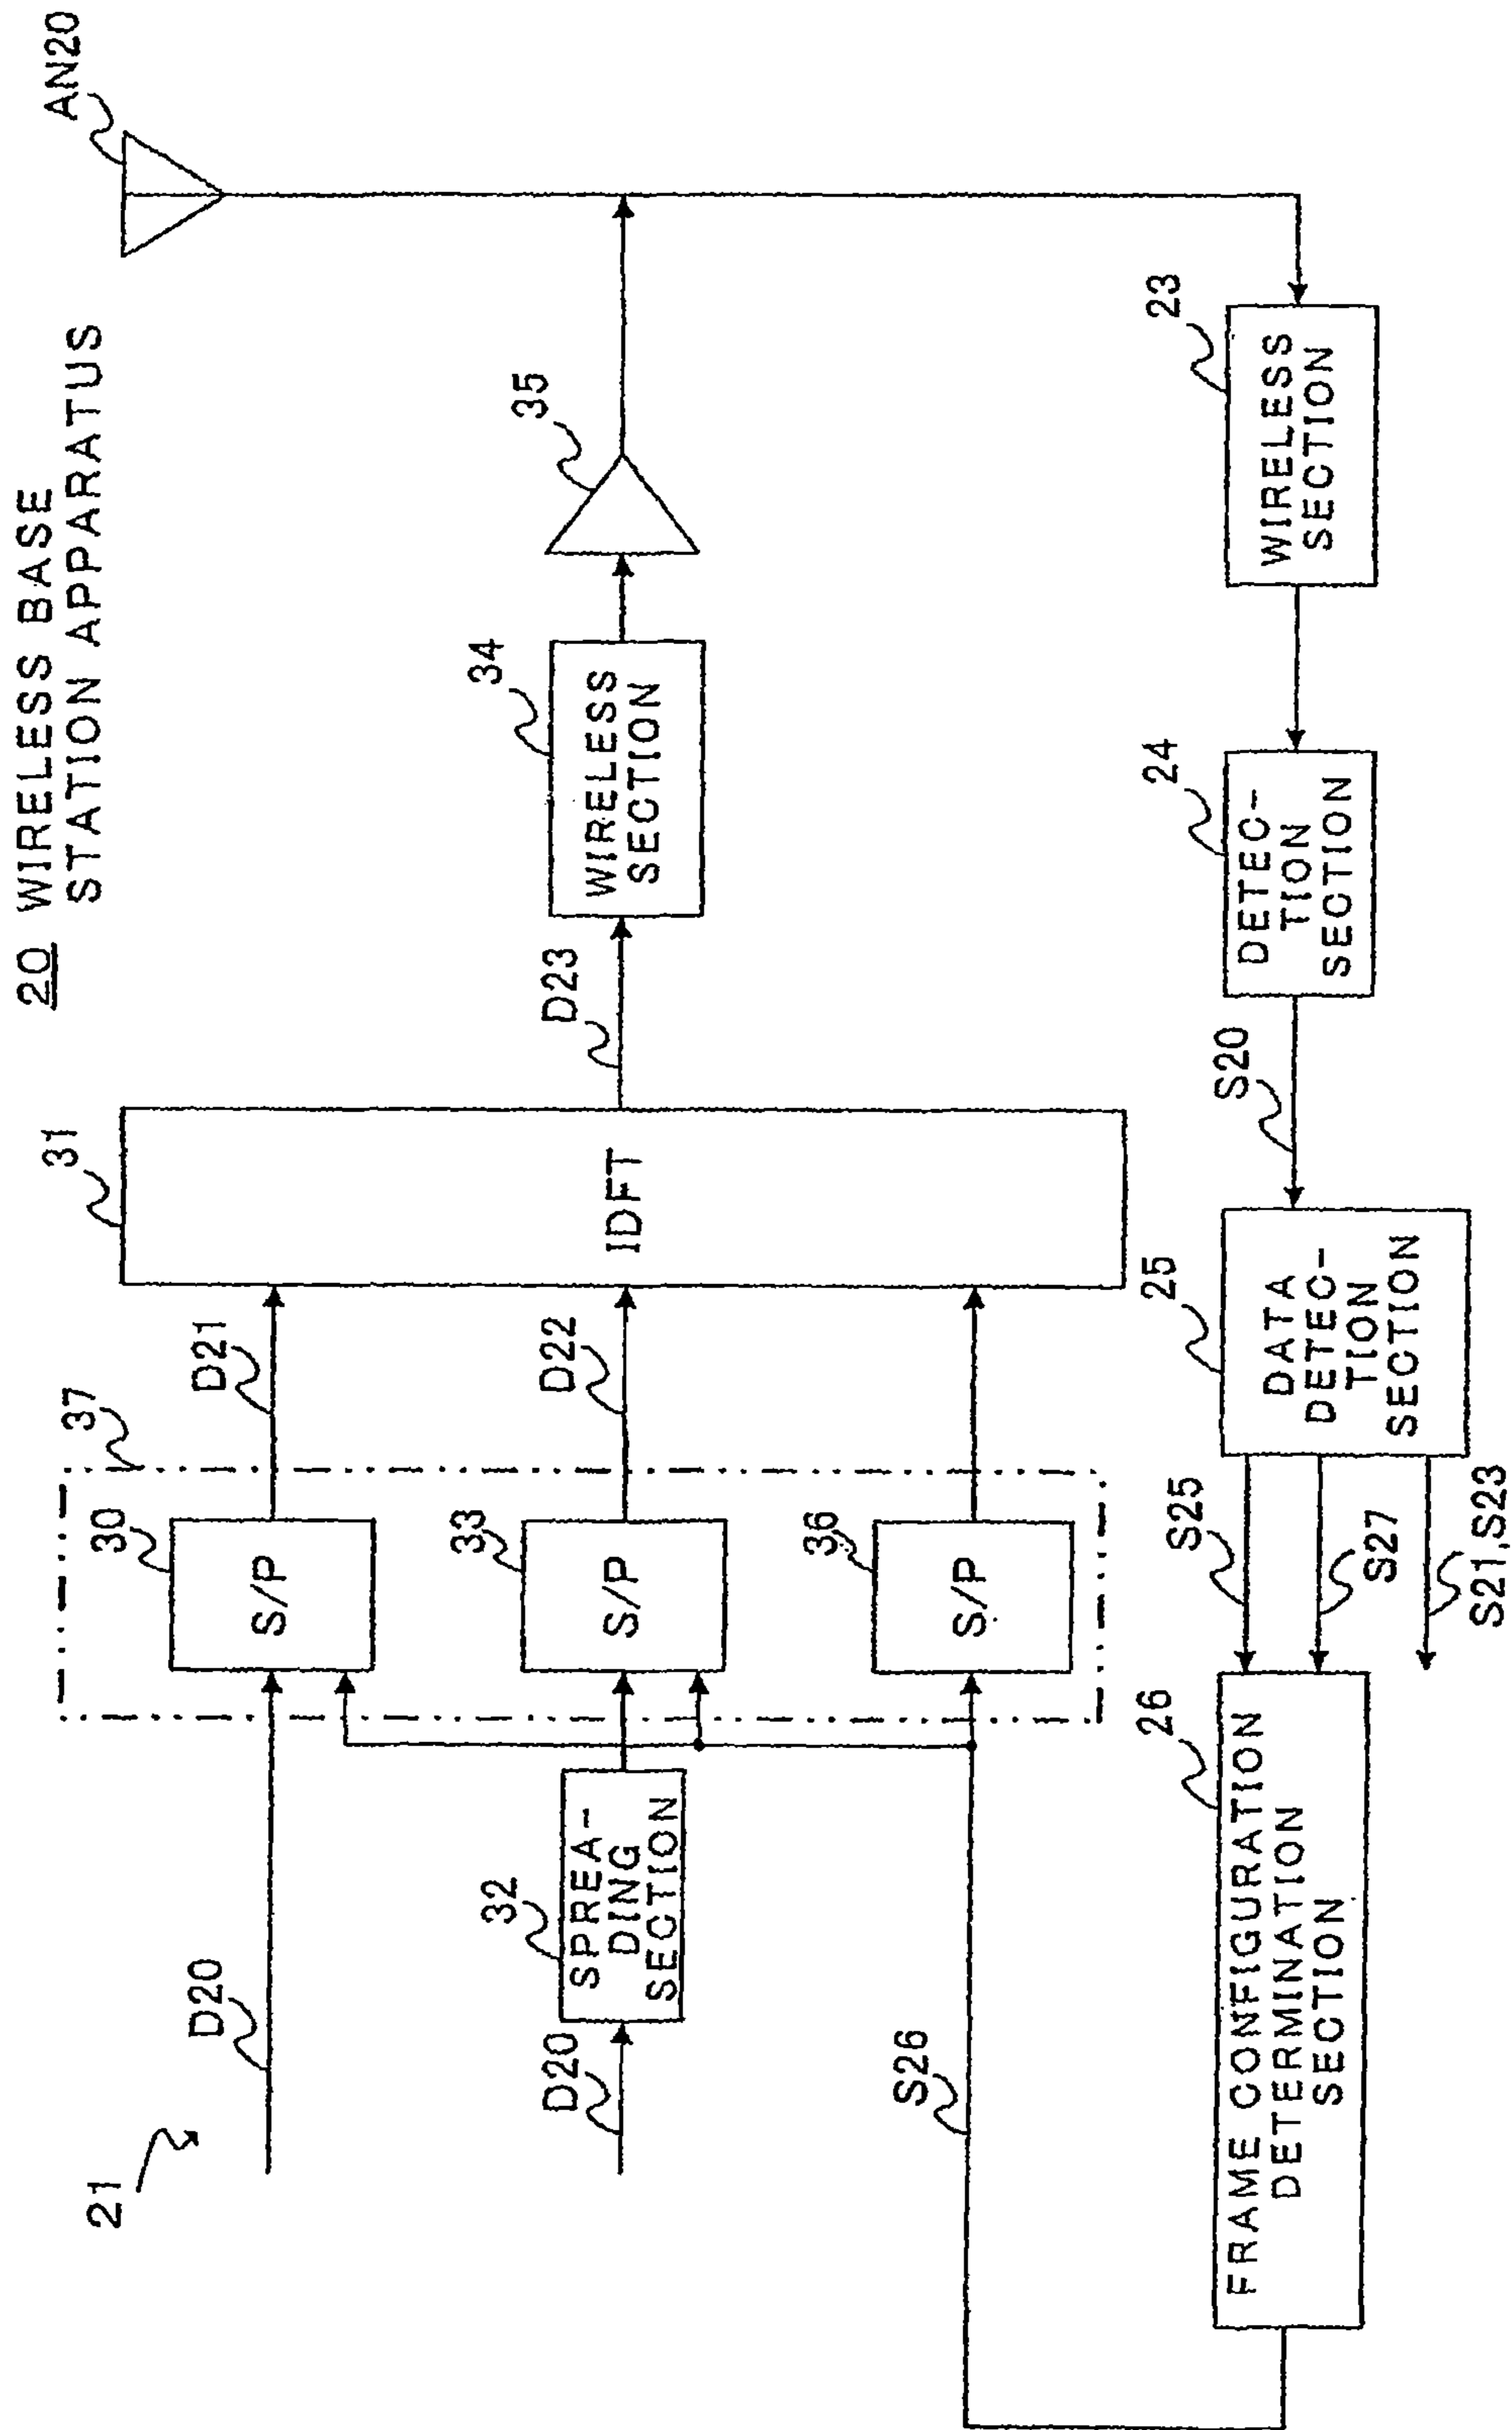 20 WIRELESS BASE
STATION APPARATUS
AN20
21
D20
30
S/P
37
D21
31
IDFT
D23
34
WIRELESS
SECTION
35
D20
32
SPREA-
DING
SECTION
33
S/P
D22
36
S/P
S26
26
FRAME CONFIGURATION
DETERMINATION
SECTION
S25
S27
S21,S23
25
DATA
DETEC-
TION
SECTION
S20
24
DETEC-
TION
SECTION
23
WIRELESS
SECTION